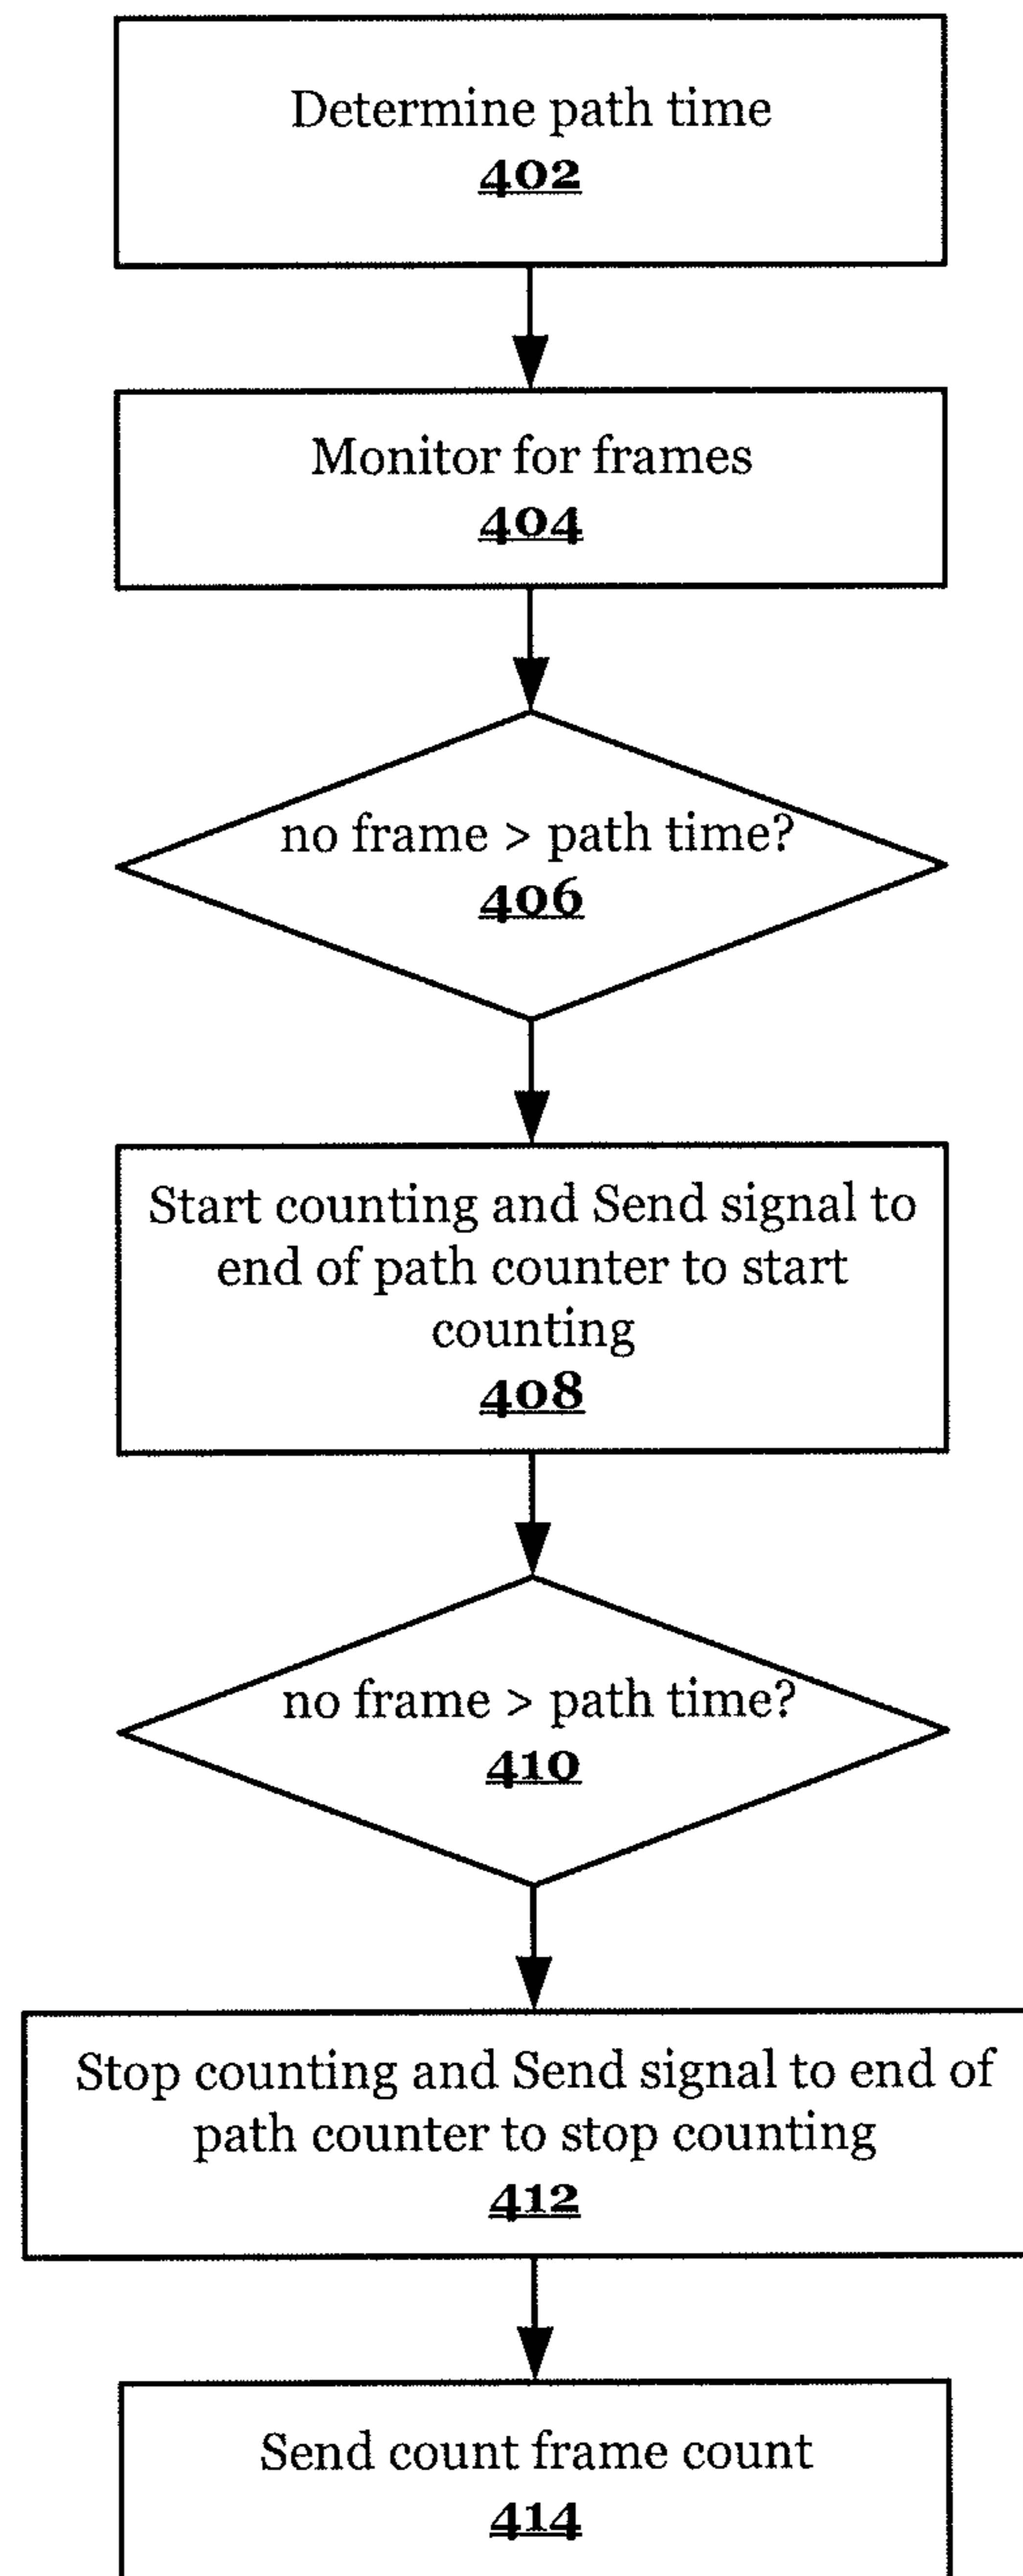 Determine path time
402
Monitor for frames
404
no frame > path time?
406
Start counting and Send signal to
end of path counter to start
counting
408
no frame > path time?
410
Stop counting and Send signal to end of
path counter to stop counting
412
Send count frame count
414